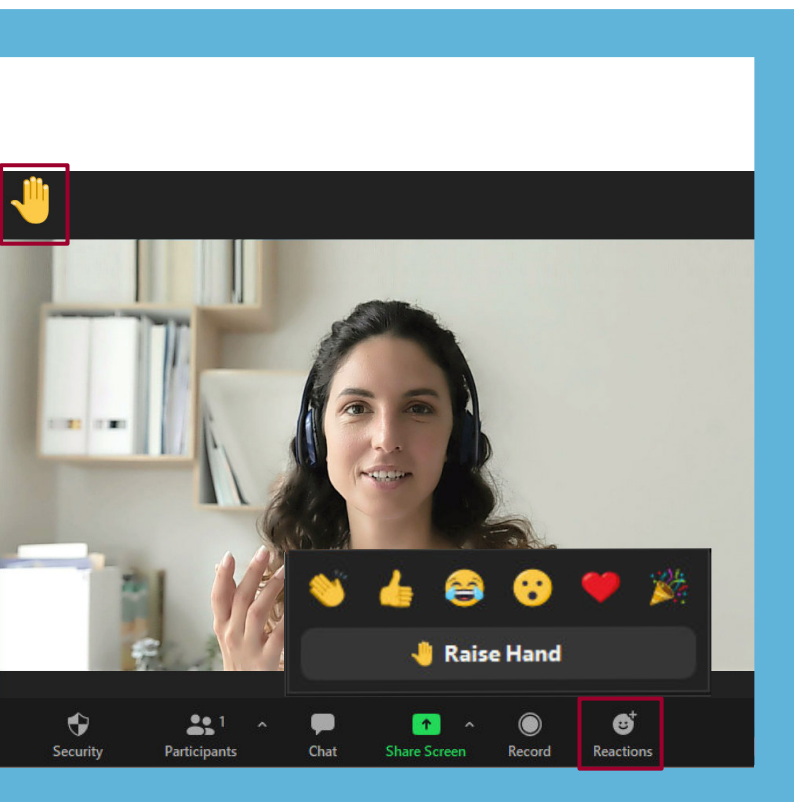 Raise Hand
1
Security
Participants
Chat
Share Screen
Record
Reactions